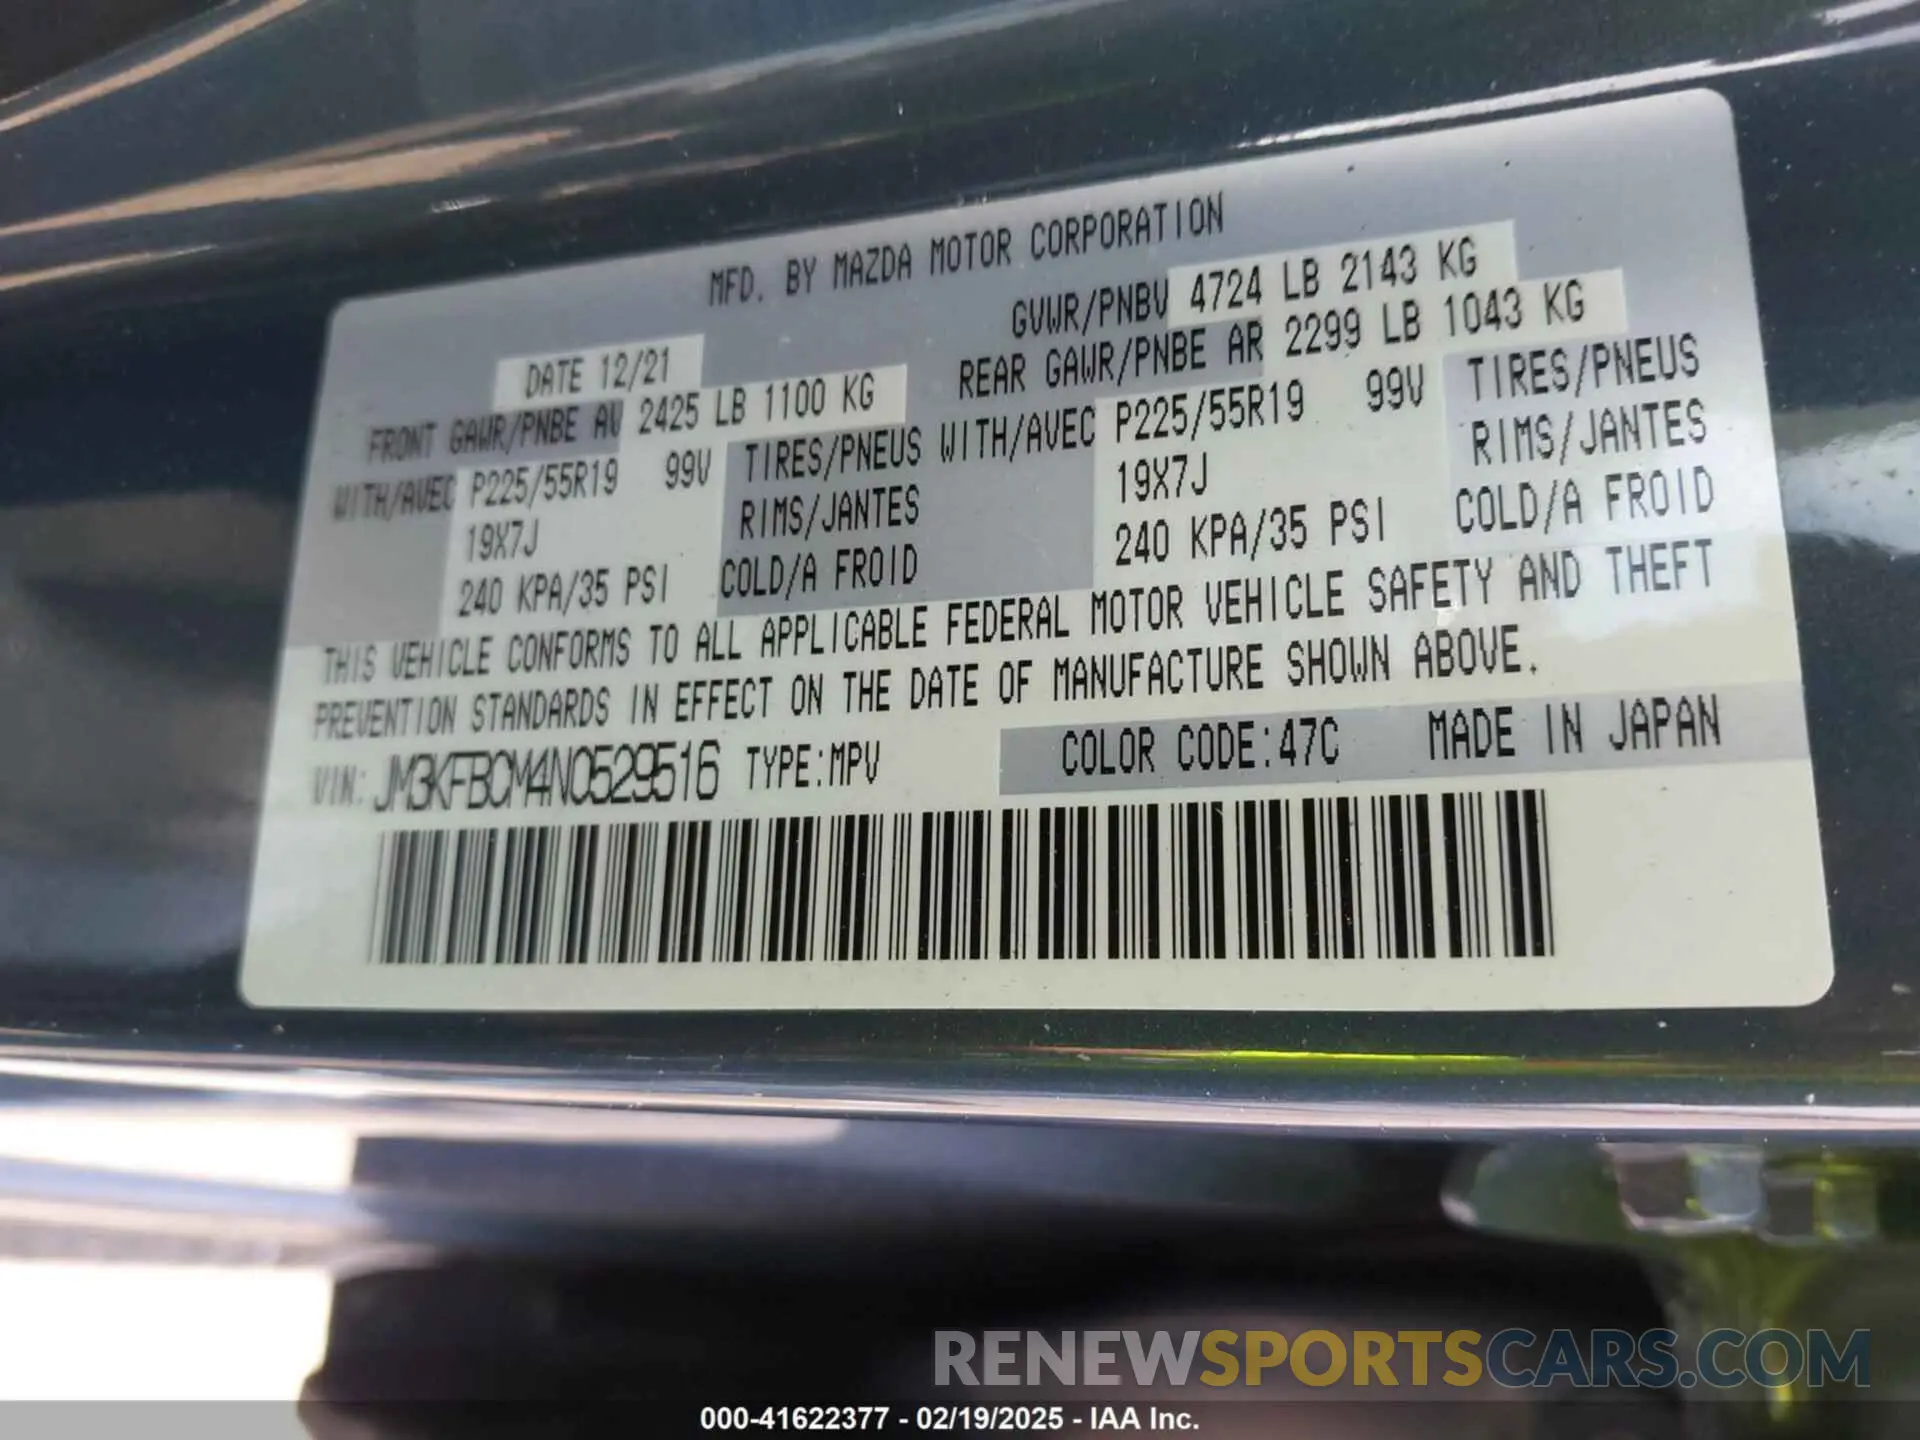 MFD. BY MAZDA MOTOR CORPORATION
DATE 12/21 GVWR/PNBV 4724 LB 2143 KG
FRONT GAWR/PNBE AV 2425 LB 1100 KG REAR GAWR/PNBE AR 2299 LB 1043 KG
WITH/AVEC P225/55R19 99V TIRES/PNEUS WITH/AVEC P225/55R19 99V TIRES/PNEUS
19X7J RIMS/JANTES 19X7J RIMS/JANTES
240 KPA/35 PSI COLD/A FROID 240 KPA/35 PSI COLD/A FROID
THIS VEHICLE CONFORMS TO ALL APPLICABLE FEDERAL MOTOR VEHICLE SAFETY AND THEFT
PREVENTION STANDARDS IN EFFECT ON THE DATE OF MANUFACTURE SHOWN ABOVE.
VIN: JM3KFBCM4N0529516 TYPE:MPV COLOR CODE:47C MADE IN JAPAN
RENEWSPORTSCARS.COM
000-41622377 - 02/19/2025 - IAA Inc.